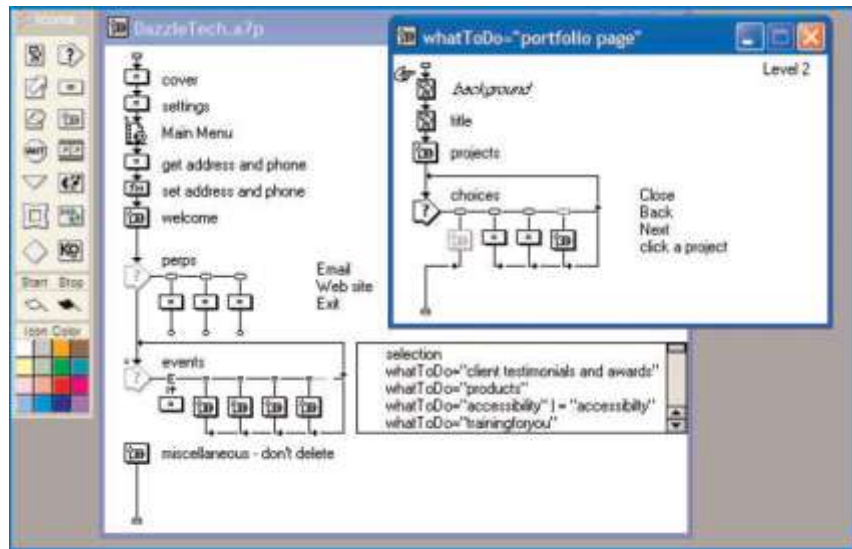 Icons
DazzleTech.a7p
cover
settings
Main Menu
get address and phone
set address and phone
welcome
perps
Email
Web site
Exit
events
selection
whatToDo="client testimonials and awards"
whatToDo="products"
whatToDo="accessibility" | = "accessibilty"
whatToDo="trainingforyou"
miscellaneous - don't delete
whatToDo="portfolio page"
Level 2
background
title
projects
choices
Close
Back
Next
click a project
Start Stop
Icon Color